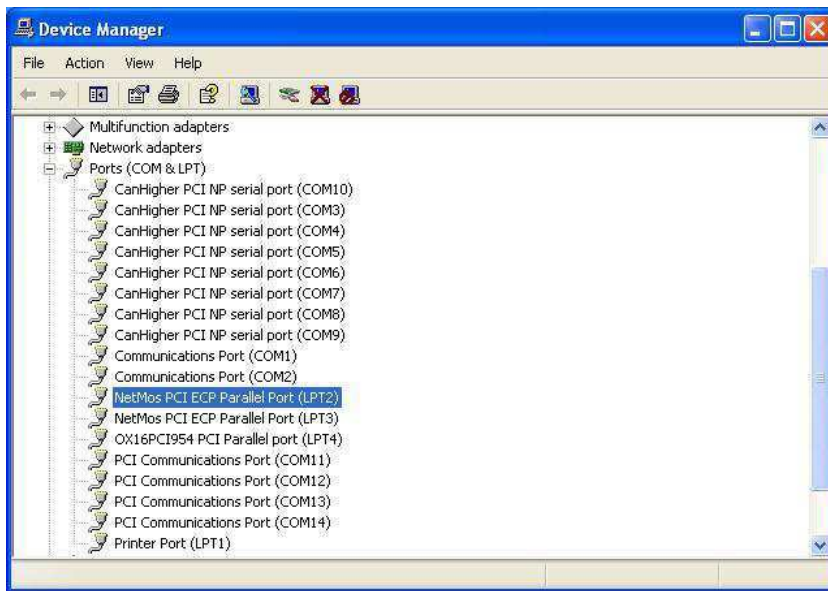 Device Manager
File Action View Help
Multifunction adapters
Network adapters
Ports (COM & LPT)
CanHigher PCI NP serial port (COM10)
CanHigher PCI NP serial port (COM3)
CanHigher PCI NP serial port (COM4)
CanHigher PCI NP serial port (COM5)
CanHigher PCI NP serial port (COM6)
CanHigher PCI NP serial port (COM7)
CanHigher PCI NP serial port (COM8)
CanHigher PCI NP serial port (COM9)
Communications Port (COM1)
Communications Port (COM2)
NetMos PCI ECP Parallel Port (LPT2)
NetMos PCI ECP Parallel Port (LPT3)
OX16PCI954 PCI Parallel port (LPT4)
PCI Communications Port (COM11)
PCI Communications Port (COM12)
PCI Communications Port (COM13)
PCI Communications Port (COM14)
Printer Port (LPT1)